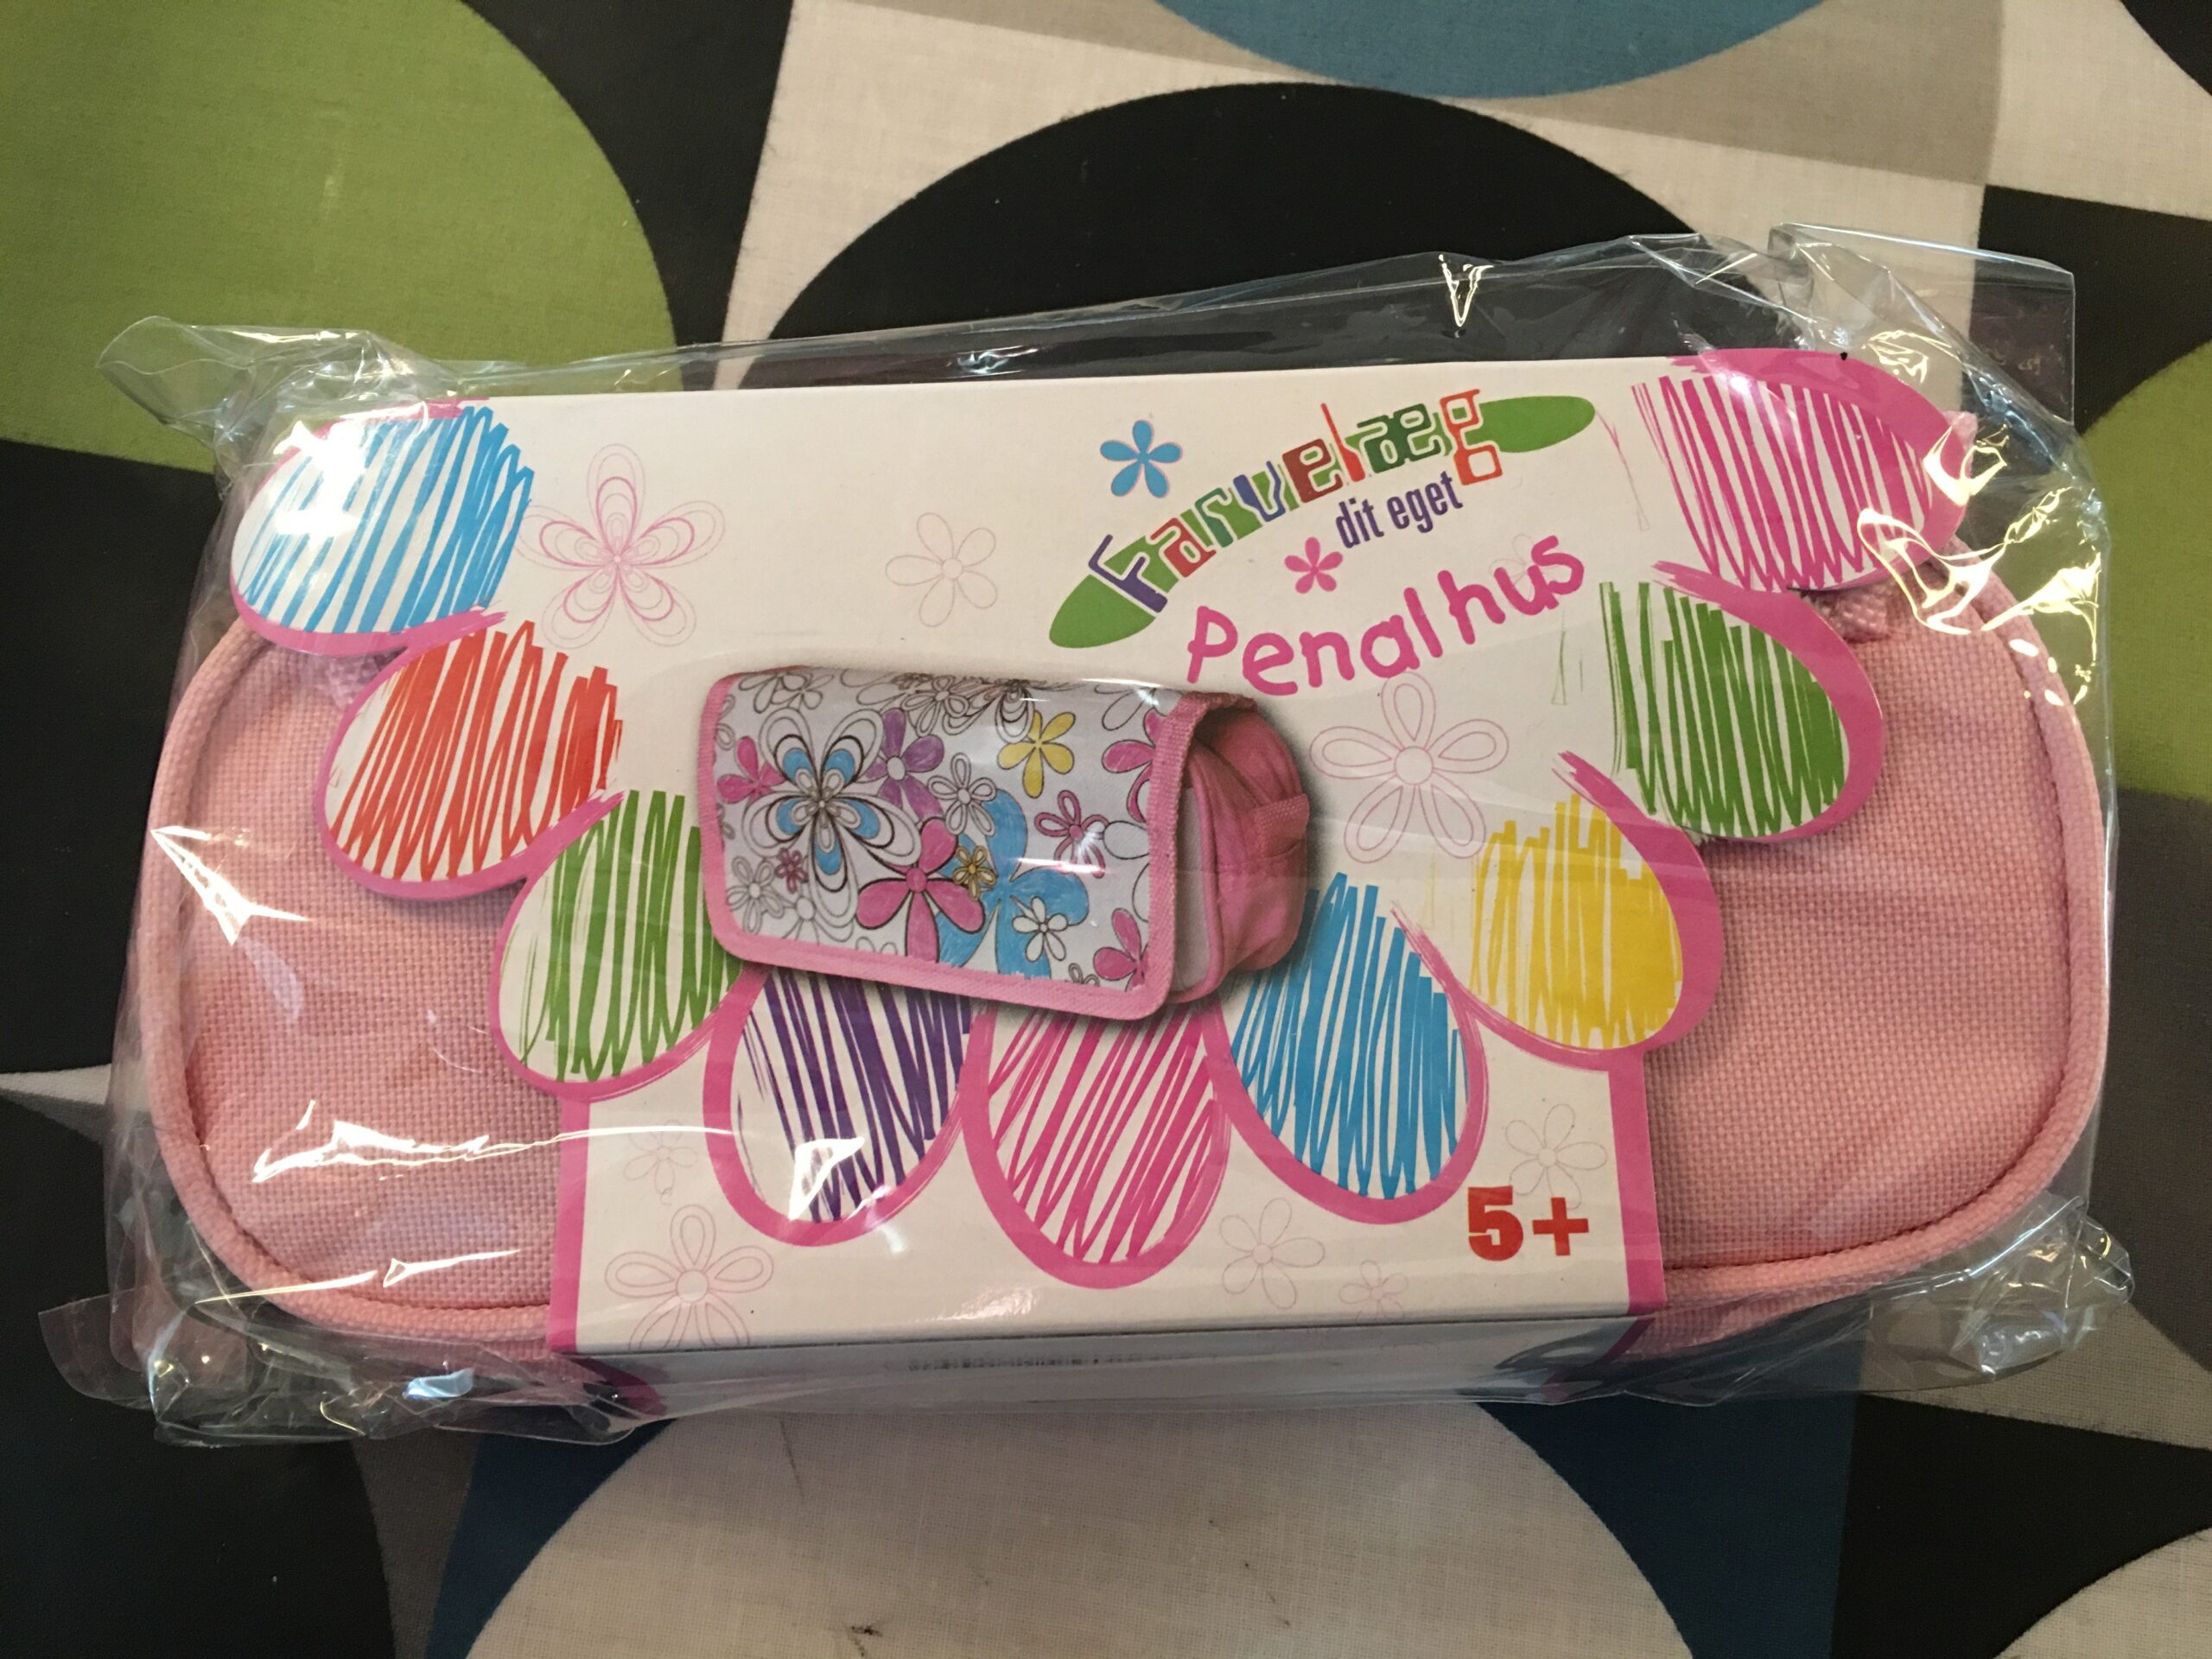 Farvelæg
dit eget
Penalhus
5+